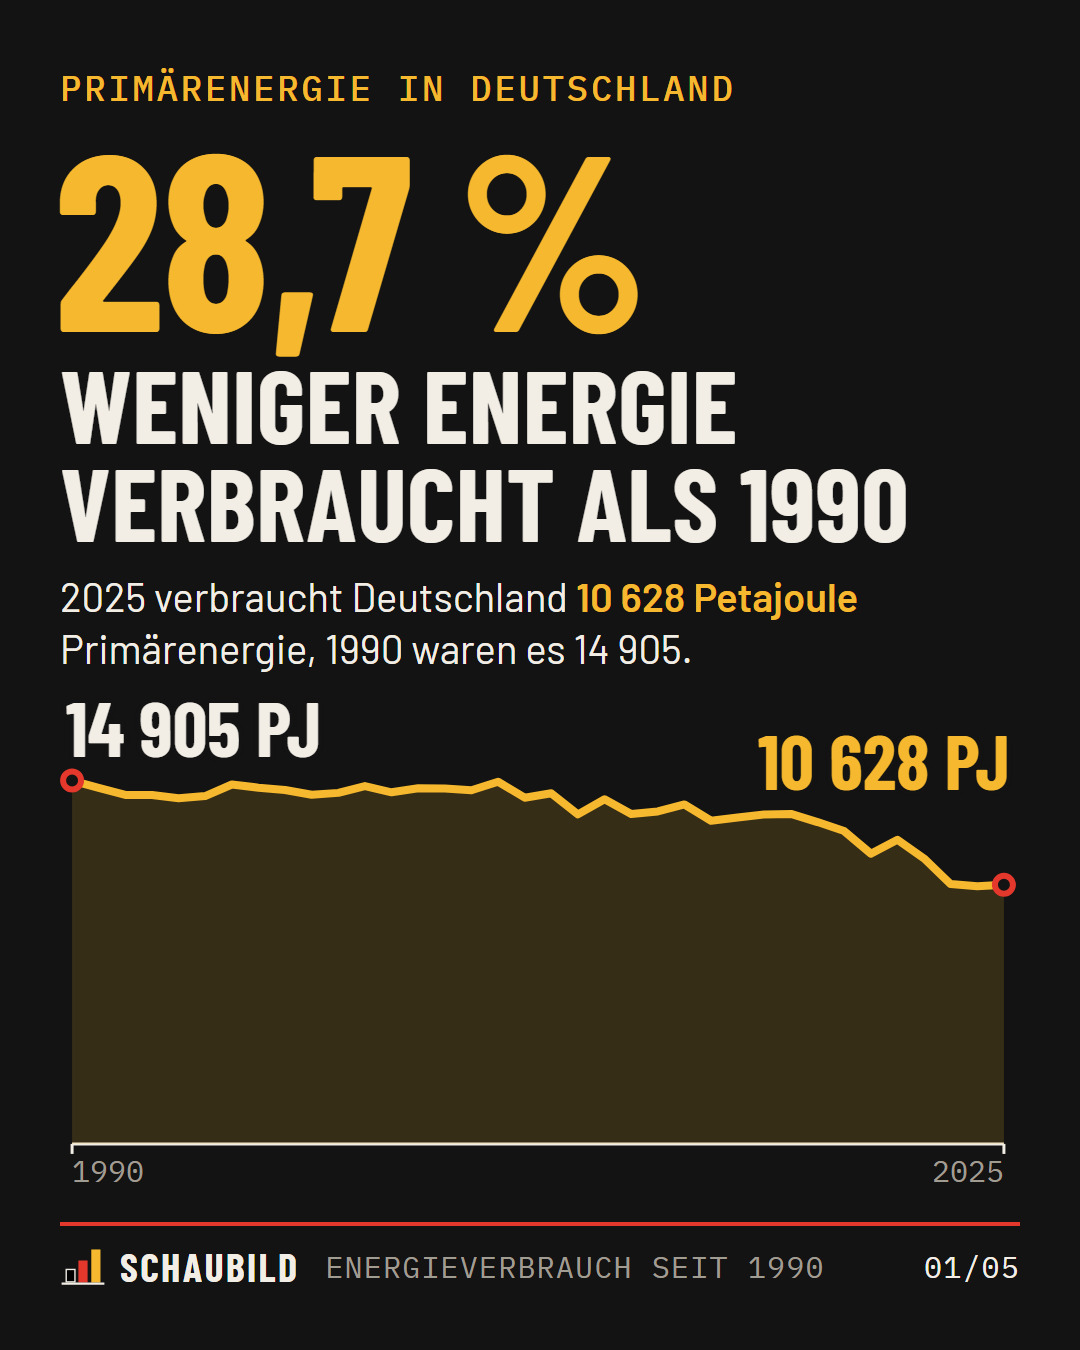 PRIMÄRENERGIE IN DEUTSCHLAND
28,7 %
WENIGER ENERGIE
VERBRAUCHT ALS 1990
2025 verbraucht Deutschland 10 628 Petajoule
Primärenergie, 1990 waren es 14 905.
14 905 PJ
10 628 PJ
1990 2025
SCHAUBILD ENERGIEVERBRAUCH SEIT 1990 01/05